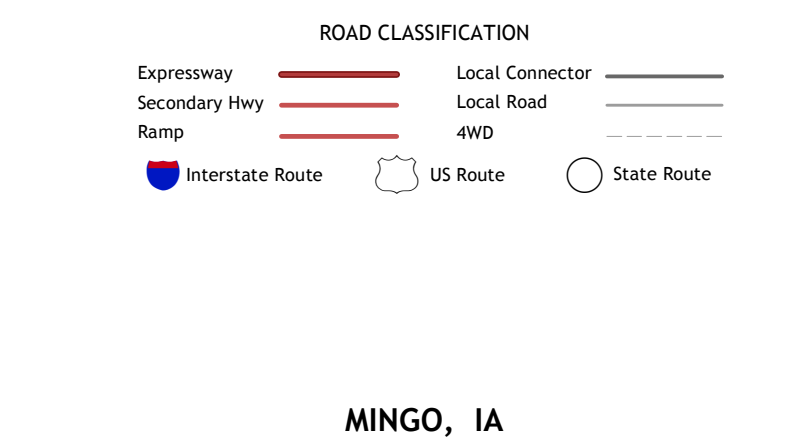 ROAD CLASSIFICATION
Expressway
Local Connector
Secondary Hwy
Local Road
Ramp
4WD
Interstate Route
US Route
State Route
MINGO, IA